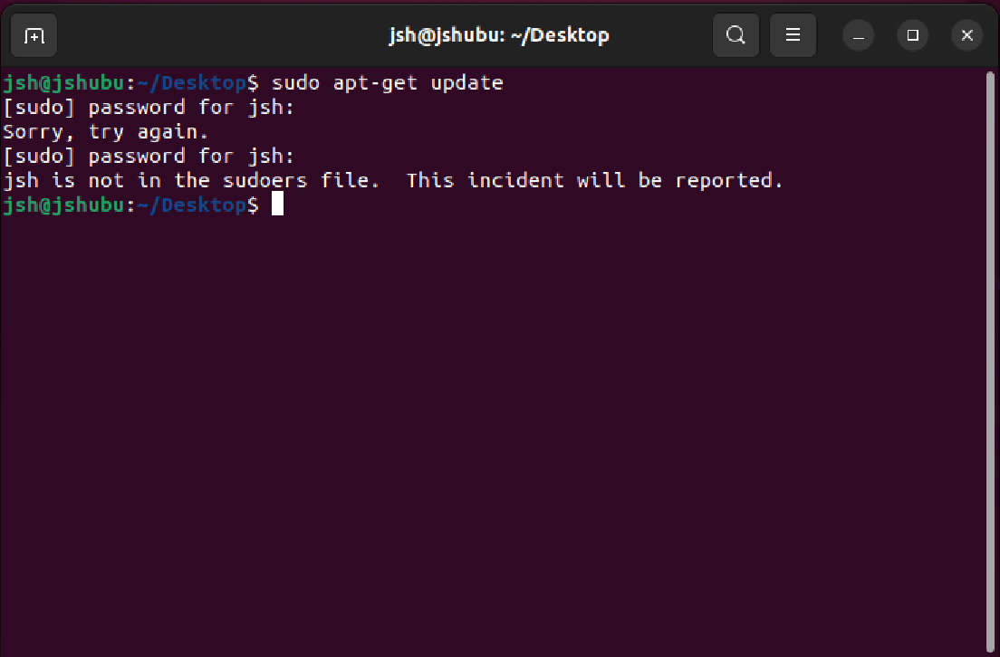 jsh@jshubu: ~/Desktop
jsh@jshubu:~/Desktop$ sudo apt-get update
[sudo] password for jsh:
Sorry, try again.
[sudo] password for jsh:
jsh is not in the sudoers file.  This incident will be reported.
jsh@jshubu:~/Desktop$